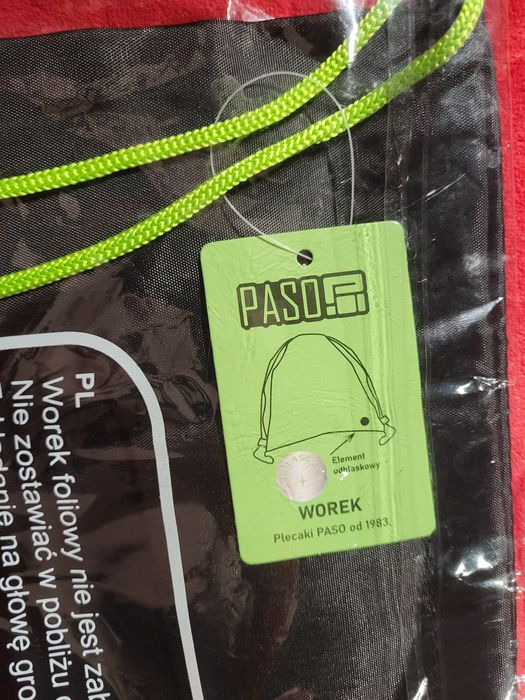 PASO
Element
odblaskowy
WOREK
Plecaki PASO od 1983.
PL
Worek foliowy nie jest zab
Nie zostawiać w pobliżu
na głowę gro